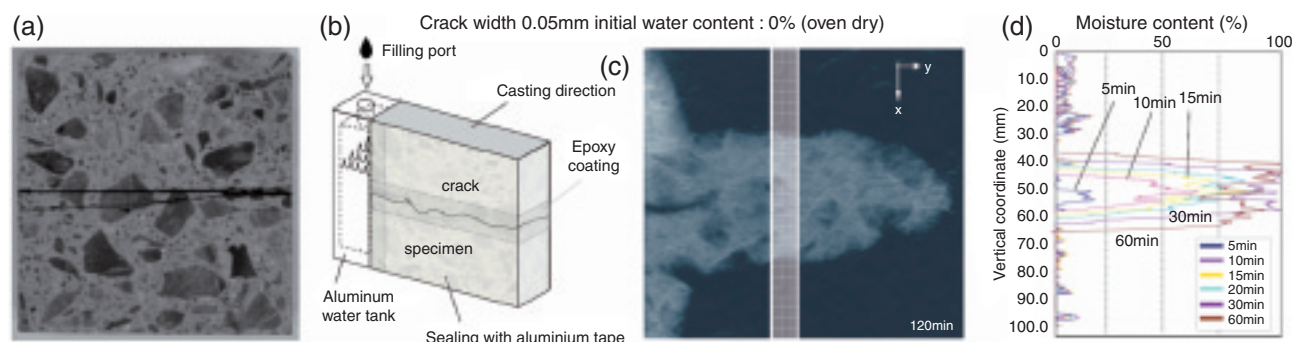 (a)
(b)
Crack width 0.05mm initial water content : 0% (oven dry)
Filling port
Casting direction
Epoxy
coating
crack
specimen
Aluminum
water tank
Sealing with aluminium tape
(c)
y
x
120min
(d)
Moisture content (%)
0 50 100
Vertical coordinate (mm)
0
10.0
20.0
30.0
40.0
50.0
60.0
70.0
80.0
90.0
100.0
5min
10min
15min
30min
60min
5min
10min
15min
20min
30min
60min